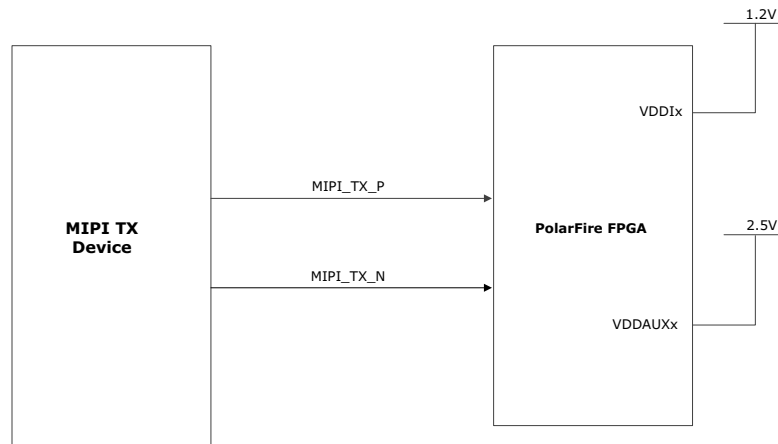 1.2V
VDDIx
MIPI_TX_P
MIPI TX
Device
PolarFire FPGA
2.5V
MIPI_TX_N
VDDAUXx